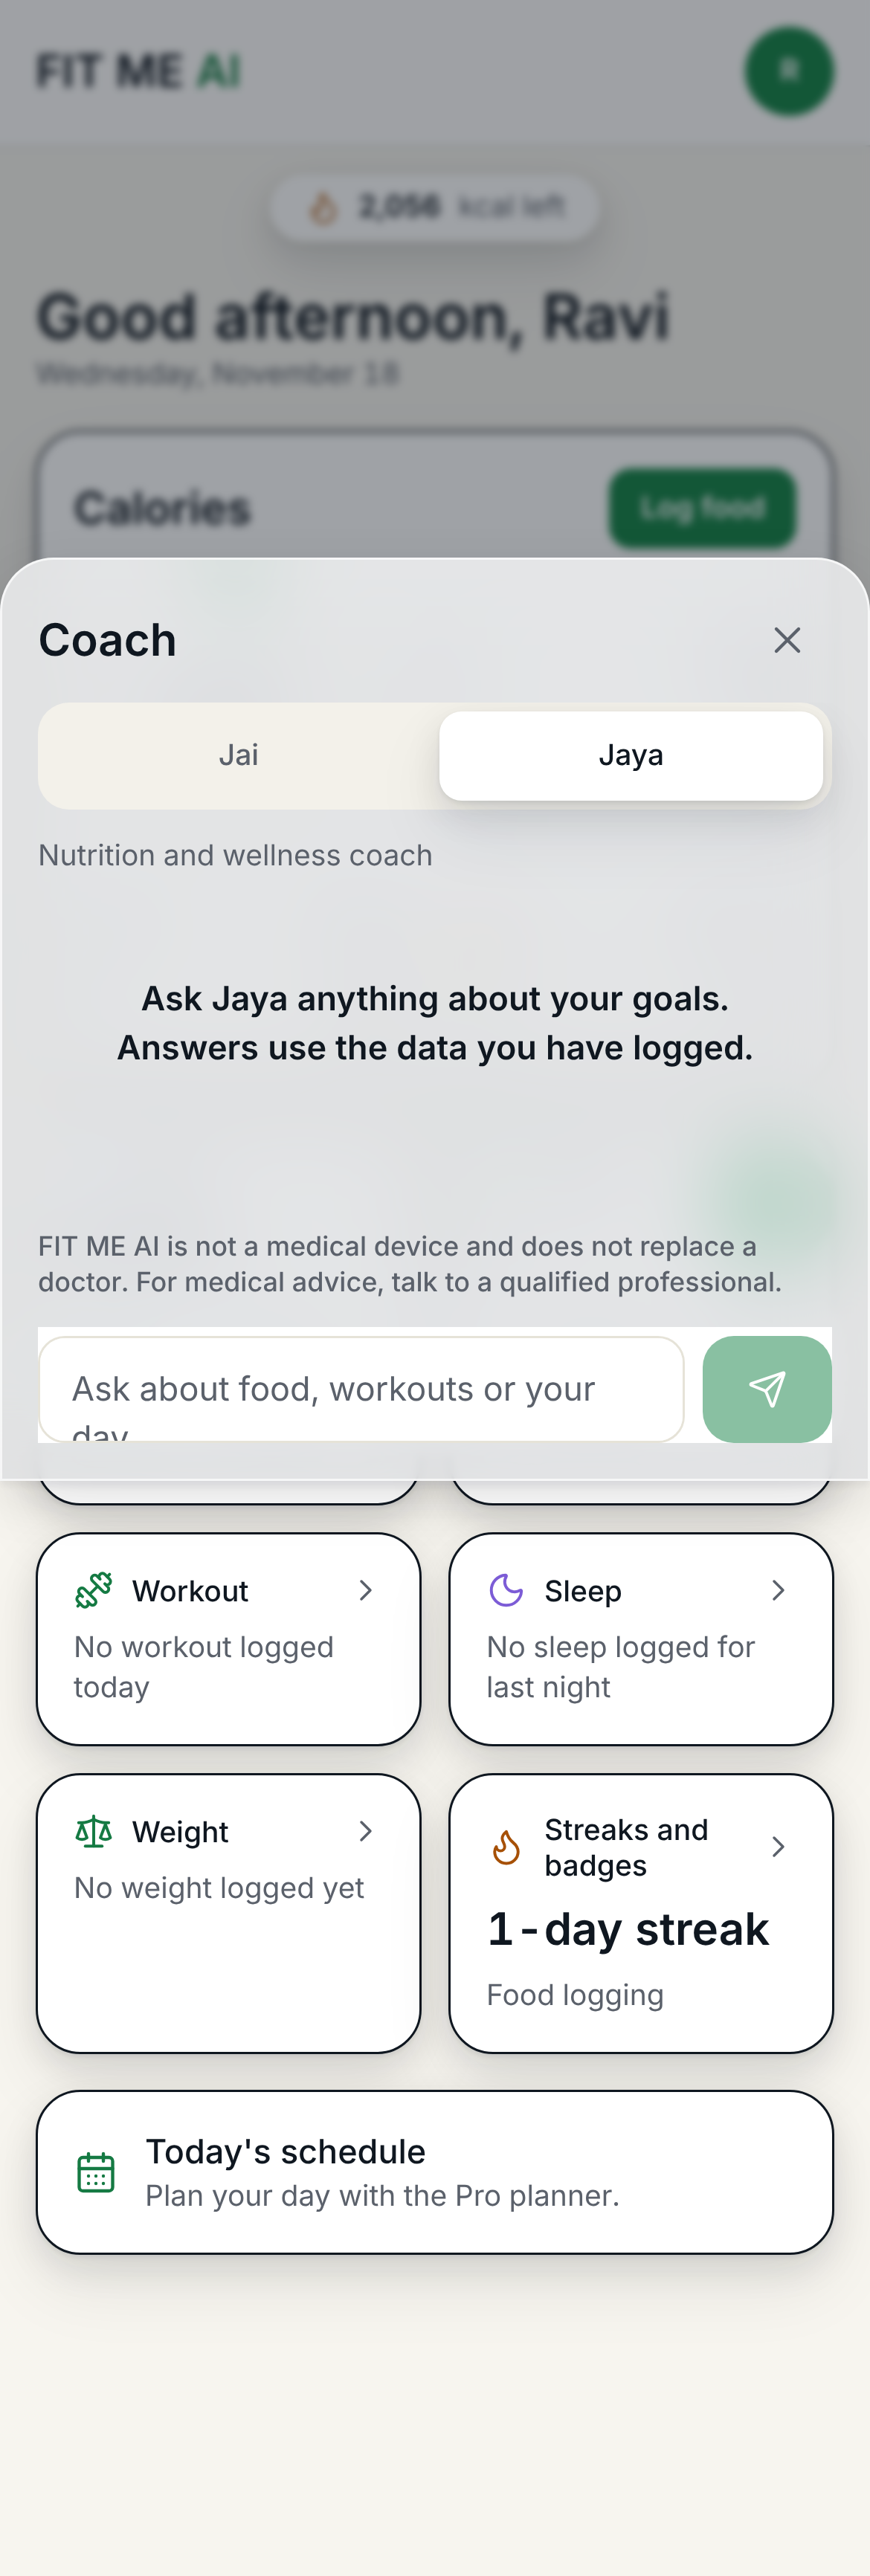 FIT ME AI
R
2,056 kcal left
Good afternoon, Ravi
Wednesday, November 18
Calories
Log food
Coach
Jai
Jaya
Nutrition and wellness coach
Ask Jaya anything about your goals.
Answers use the data you have logged.
FIT ME AI is not a medical device and does not replace a
doctor. For medical advice, talk to a qualified professional.
Ask about food, workouts or your
day
Workout
No workout logged
today
Sleep
No sleep logged for
last night
Weight
No weight logged yet
Streaks and
badges
1-day streak
Food logging
Today's schedule
Plan your day with the Pro planner.